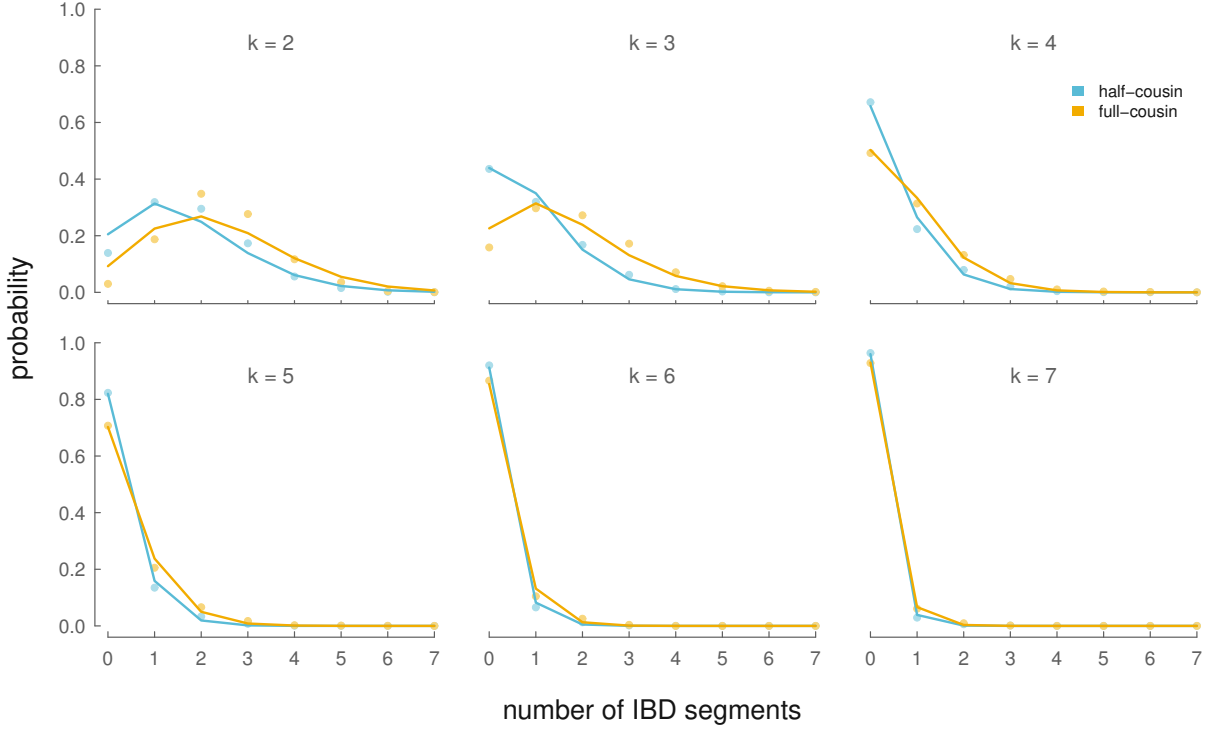 1.0
0.8
0.6
0.4
0.2
0.0
k = 2
k = 3
k = 4
half−cousin
full−cousin
probability
1.0
0.8
0.6
0.4
0.2
0.0
k = 5
k = 6
k = 7
0 1 2 3 4 5 6 7
0 1 2 3 4 5 6 7
0 1 2 3 4 5 6 7
number of IBD segments